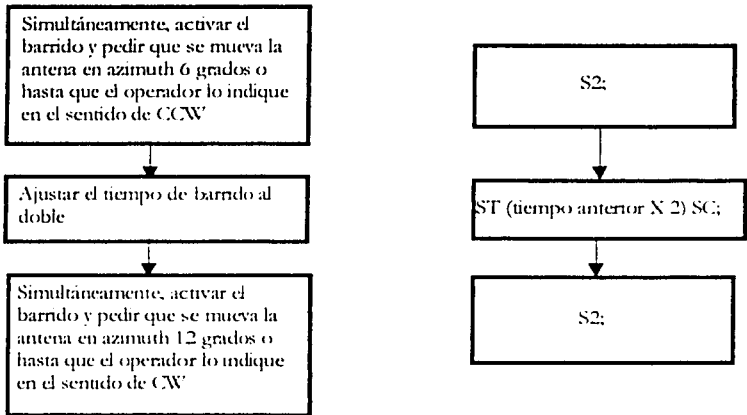 Simultáneamente, activar el
barrido y pedir que se mueva la
antena en azimuth 6 grados o
hasta que el operador lo indique
en el sentido de CCW
S2;
Ajustar el tiempo de barrido al
doble
ST (tiempo anterior X 2) SC;
Simultáneamente, activar el
barrido y pedir que se mueva la
antena en azimuth 12 grados o
hasta que el operador lo indique
en el sentido de CW
S2;